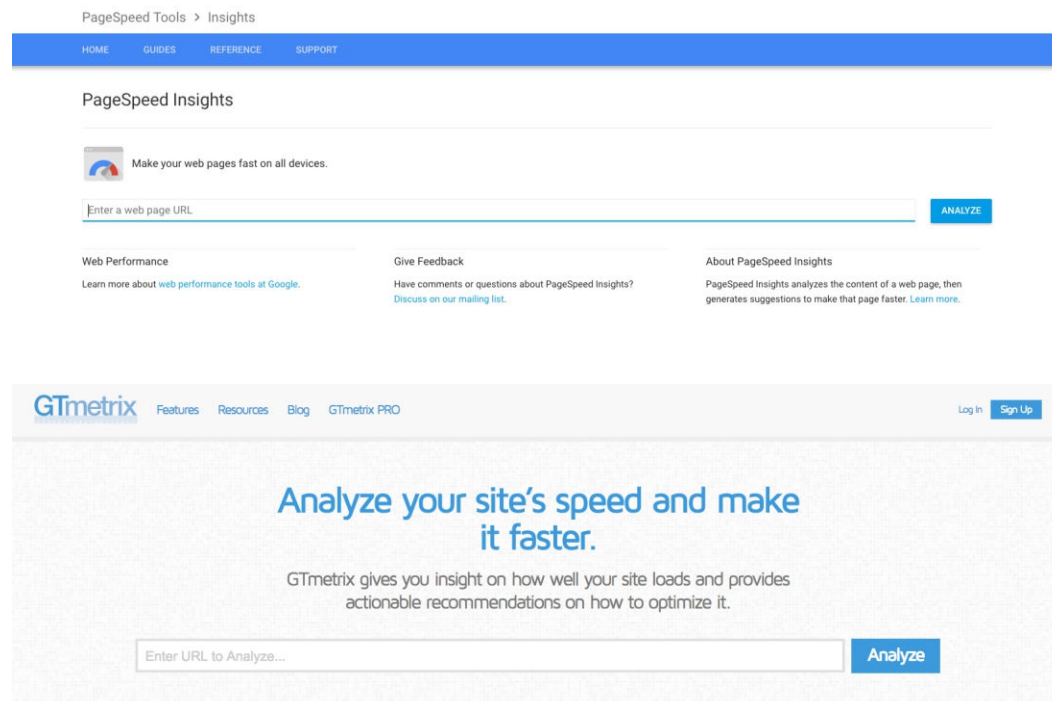 PageSpeed Tools > Insights
HOME GUIDES REFERENCE SUPPORT
PageSpeed Insights
Make your web pages fast on all devices.
Enter a web page URL
ANALYZE
Web Performance
Learn more about web performance tools at Google.
Give Feedback
Have comments or questions about PageSpeed Insights?
Discuss on our mailing list.
About PageSpeed Insights
PageSpeed Insights analyzes the content of a web page, then
generates suggestions to make that page faster. Learn more.
GTmetrix Features Resources Blog GTmetrix PRO Log In Sign Up
Analyze your site's speed and make
it faster.
GTmetrix gives you insight on how well your site loads and provides
actionable recommendations on how to optimize it.
Enter URL to Analyze... Analyze